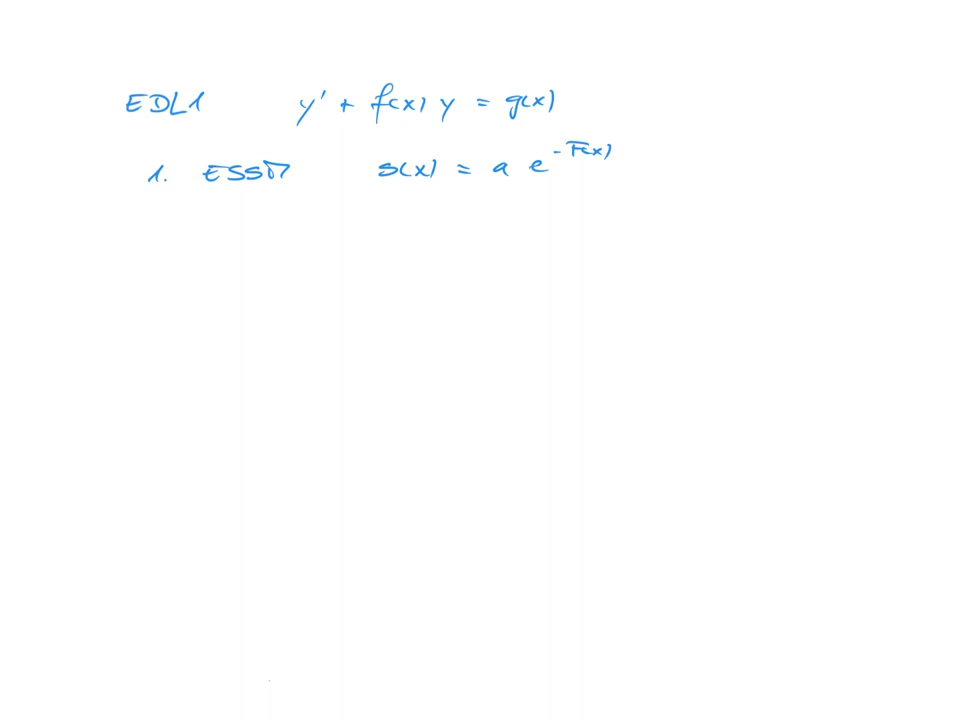 EDL1 y' + f(x) y = g(x)
1. ESSM s(x) = a e^{-F(x)}